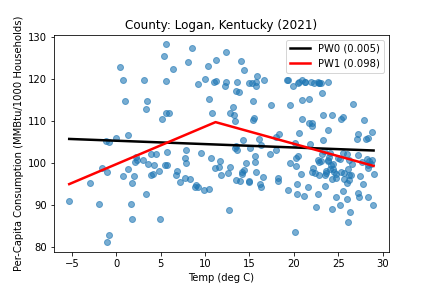 County: Logan, Kentucky (2021)
Per-Capita Consumption (MMBtu/1000 Households)
130
120
110
100
90
80
PW0 (0.005)
PW1 (0.098)
−5 0 5 10 15 20 25 30
Temp (deg C)